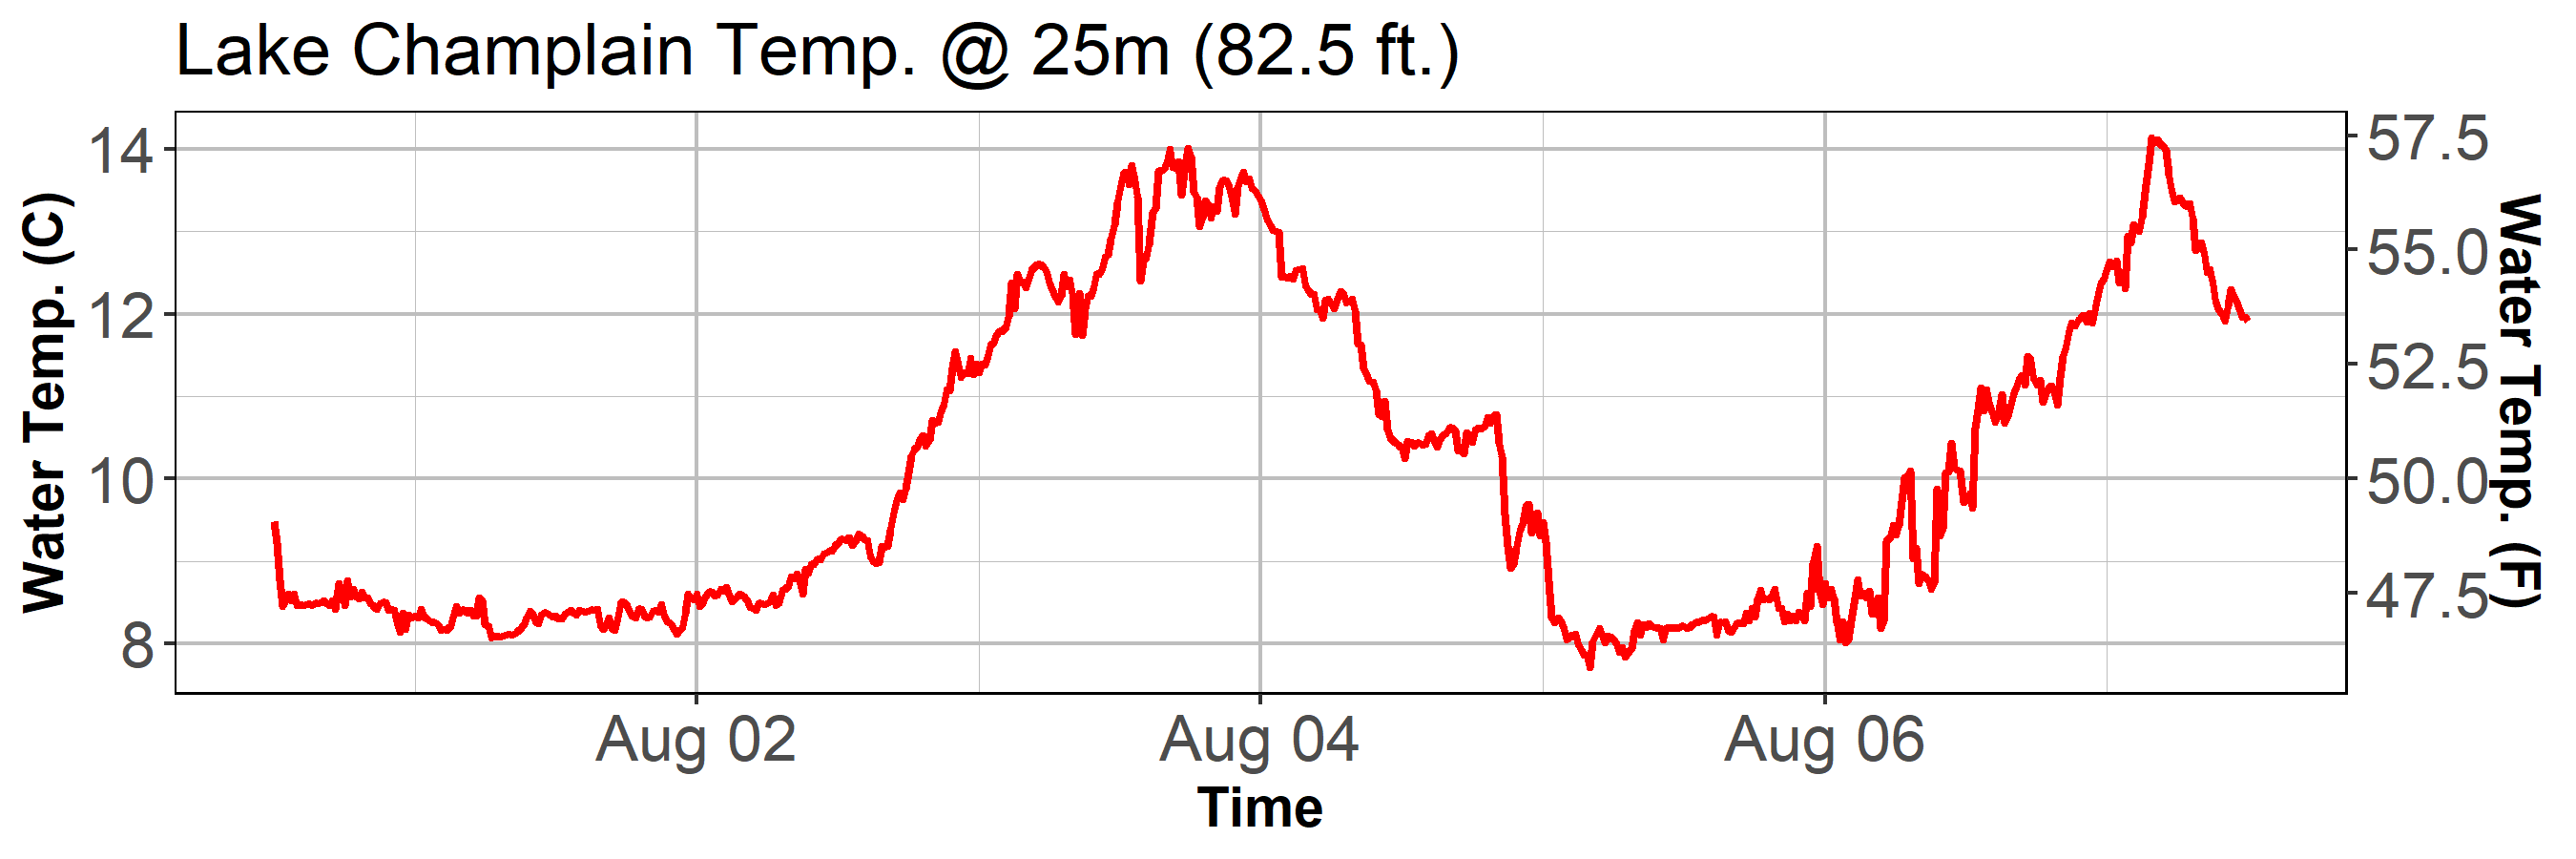 Lake Champlain Temp. @ 25m (82.5 ft.)
Water Temp. (C)
14
12
10
8
57.5
55.0
52.5
50.0
47.5
Water Temp. (F)
Aug 02 Aug 04 Aug 06
Time